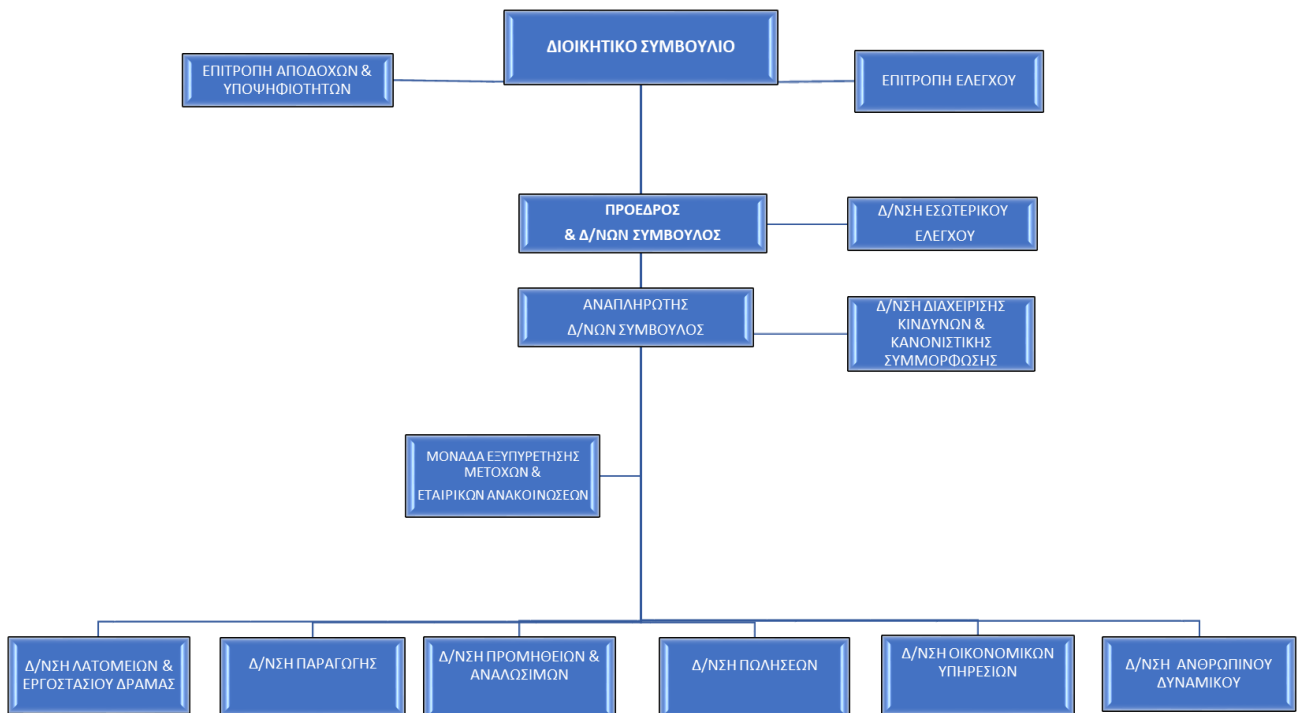 ΔΙΟΙΚΗΤΙΚΟ ΣΥΜΒΟΥΛΙΟ
ΕΠΙΤΡΟΠΗ ΑΠΟΔΟΧΩΝ &
ΥΠΟΨΗΦΙΟΤΗΤΩΝ
ΕΠΙΤΡΟΠΗ ΕΛΕΓΧΟΥ
ΠΡΟΕΔΡΟΣ
& Δ/ΝΩΝ ΣΥΜΒΟΥΛΟΣ
Δ/ΝΣΗ ΕΣΩΤΕΡΙΚΟΥ
ΕΛΕΓΧΟΥ
ΑΝΑΠΛΗΡΩΤΗΣ
Δ/ΝΩΝ ΣΥΜΒΟΥΛΟΣ
Δ/ΝΣΗ ΔΙΑΧΕΙΡΙΣΗΣ
ΚΙΝΔΥΝΩΝ &
ΚΑΝΟΝΙΣΤΙΚΗΣ
ΣΥΜΜΟΡΦΩΣΗΣ
ΜΟΝΑΔΑ ΕΞΥΠΥΡΕΤΗΣΗΣ
ΜΕΤΟΧΩΝ &
ΕΤΑΙΡΙΚΩΝ ΑΝΑΚΟΙΝΩΣΕΩΝ
Δ/ΝΣΗ ΛΑΤΟΜΕΙΩΝ &
ΕΡΓΟΣΤΑΣΙΟΥ ΔΡΑΜΑΣ
Δ/ΝΣΗ ΠΑΡΑΓΩΓΗΣ
Δ/ΝΣΗ ΠΡΟΜΗΘΕΙΩΝ &
ΑΝΑΛΩΣΙΜΩΝ
Δ/ΝΣΗ ΠΩΛΗΣΕΩΝ
Δ/ΝΣΗ ΟΙΚΟΝΟΜΙΚΩΝ
ΥΠΗΡΕΣΙΩΝ
Δ/ΝΣΗ ΑΝΘΡΩΠΙΝΟΥ
ΔΥΝΑΜΙΚΟΥ